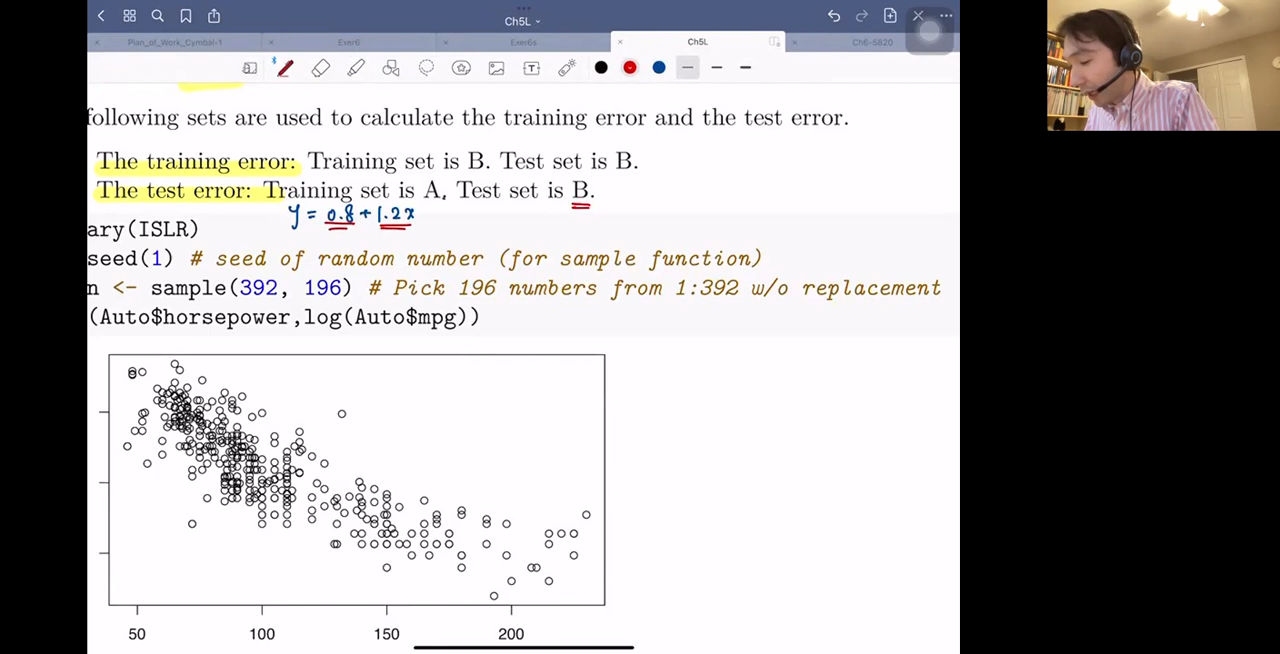 Ch5L
Plan_of_Work_Cymbal-1
Exer6
Exer6s
Ch5L
Ch6-5820
following sets are used to calculate the training error and the test error.
The training error: Training set is B. Test set is B.
The test error: Training set is A, Test set is B.
y = 0.8 + 1.2x
ary(ISLR)
seed(1) # seed of random number (for sample function)
n <- sample(392, 196) # Pick 196 numbers from 1:392 w/o replacement
(Auto$horsepower,log(Auto$mpg))
50 100 150 200